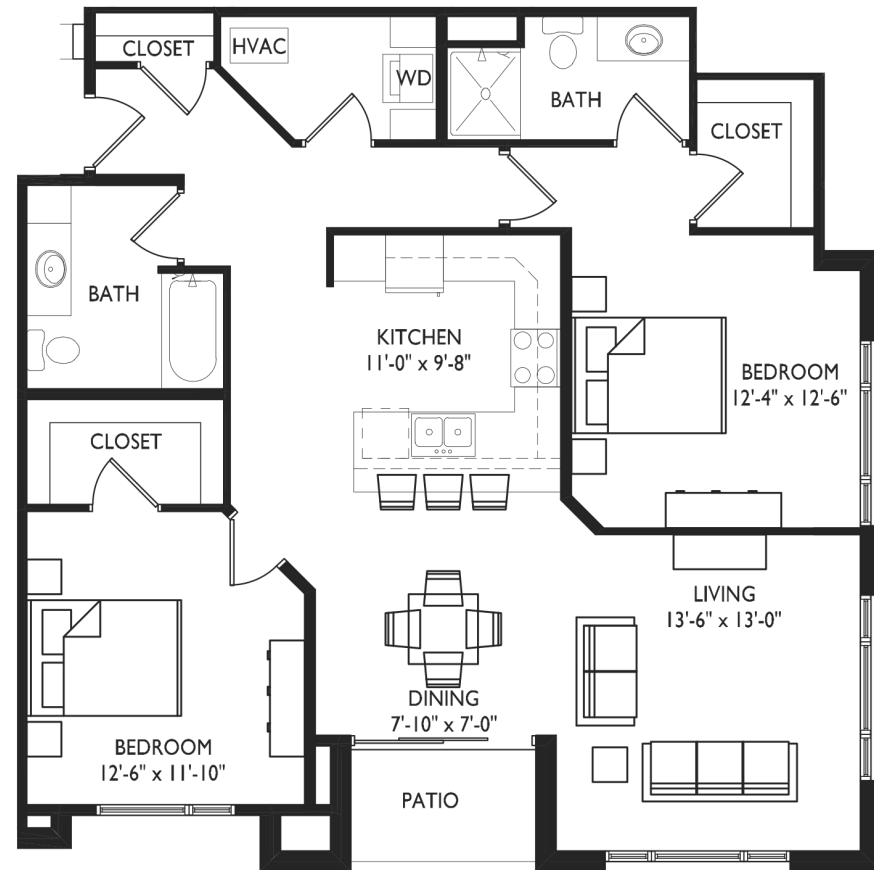 CLOSET
HVAC
WD
BATH
CLOSET
BATH
KITCHEN
11'-0" x 9'-8"
BEDROOM
12'-4" x 12'-6"
CLOSET
LIVING
13'-6" x 13'-0"
DINING
7'-10" x 7'-0"
BEDROOM
12'-6" x 11'-10"
PATIO